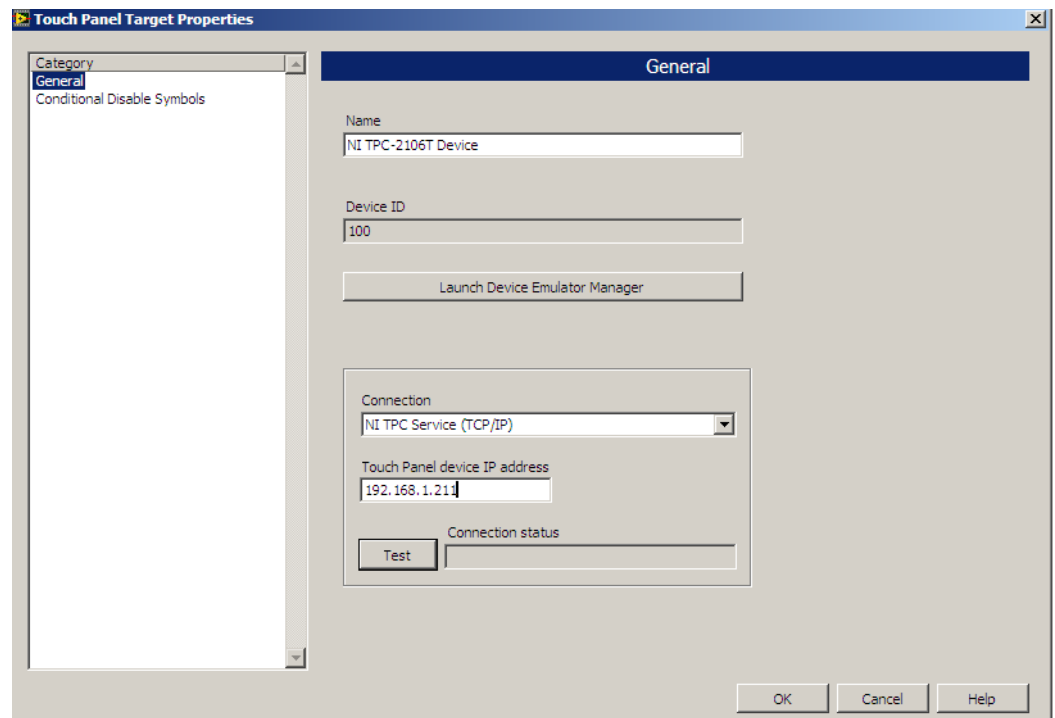 Touch Panel Target Properties
Category
General
Conditional Disable Symbols
General
Name
NI TPC-2106T Device
Device ID
100
Launch Device Emulator Manager
Connection
NI TPC Service (TCP/IP)
Touch Panel device IP address
192.168.1.211
Connection status
Test
OK Cancel Help